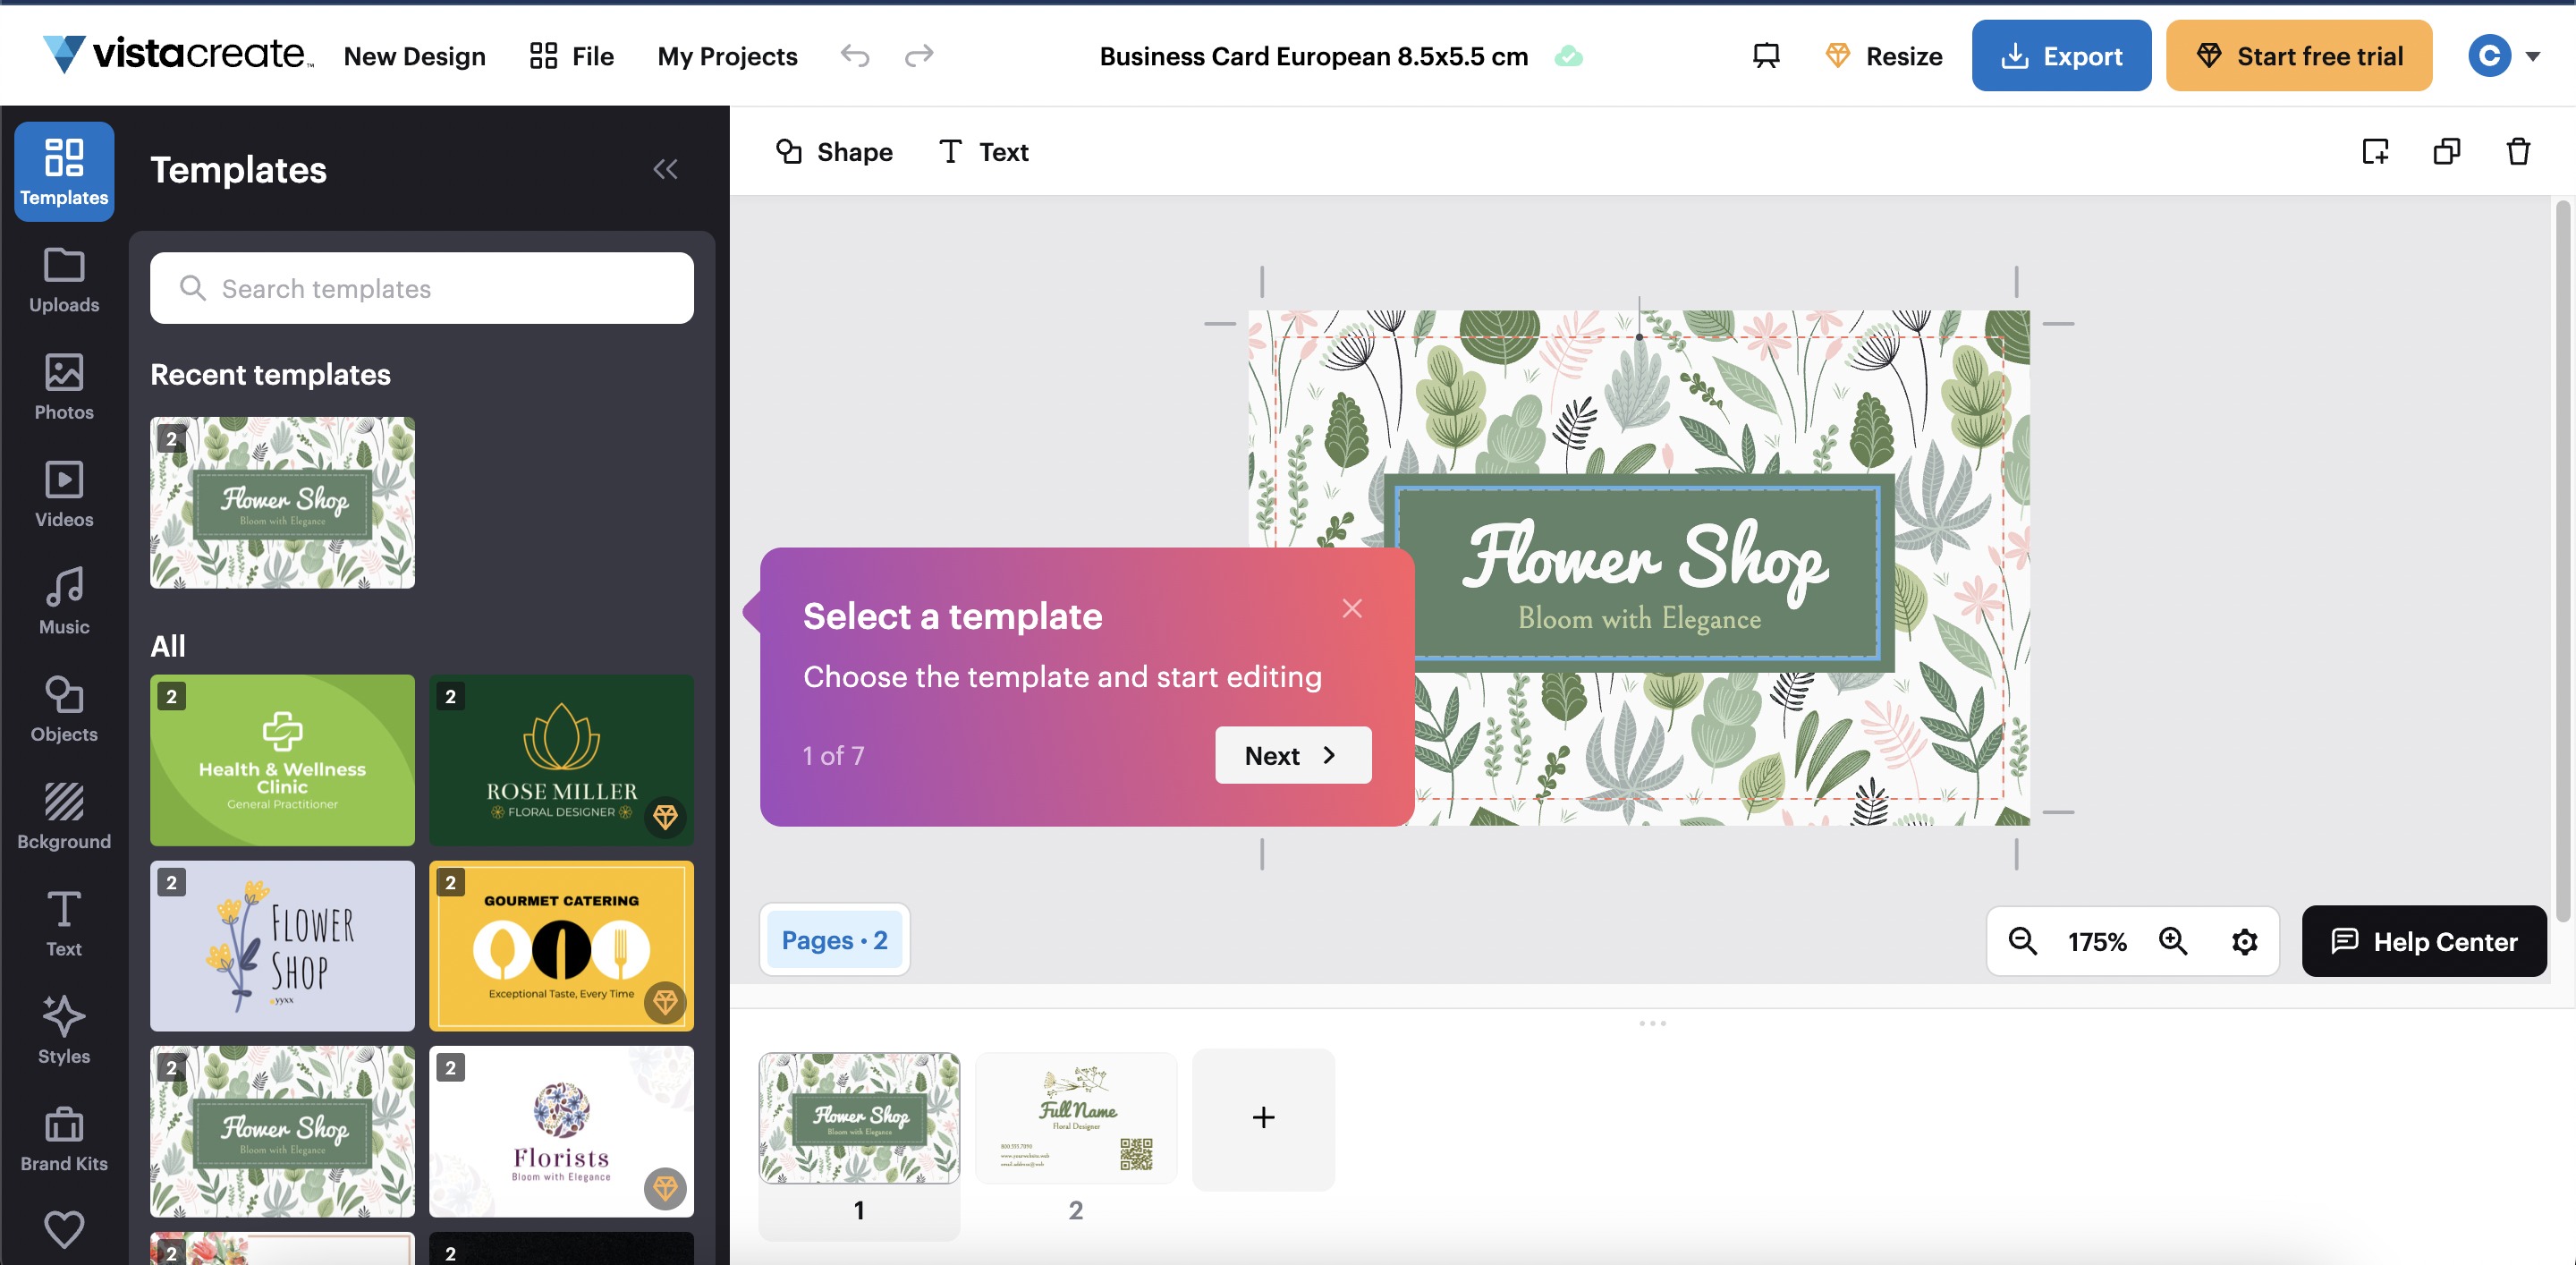 vistacreate™ New Design File My Projects Business Card European 8.5x5.5 cm Resize Export Start free trial C
Templates
Uploads
Photos
Videos
Music
Objects
Bckground
Text
Styles
Brand Kits
Templates
Search templates
Recent templates
2
Flower Shop
Bloom with Elegance
All
2
Health & Wellness
Clinic
General Practitioner
2
ROSE MILLER
FLORAL DESIGNER
2
FLOWER
SHOP
yyxx
2
GOURMET CATERING
Exceptional Taste, Every Time
2
Flower Shop
Bloom with Elegance
2
Florists
Bloom with Elegance
2
2
Shape Text
Flower Shop
Bloom with Elegance
Select a template
Choose the template and start editing
1 of 7 Next
Pages • 2
175%
Help Center
Flower Shop
Bloom with Elegance
1
Full Name
Floral Designer
2